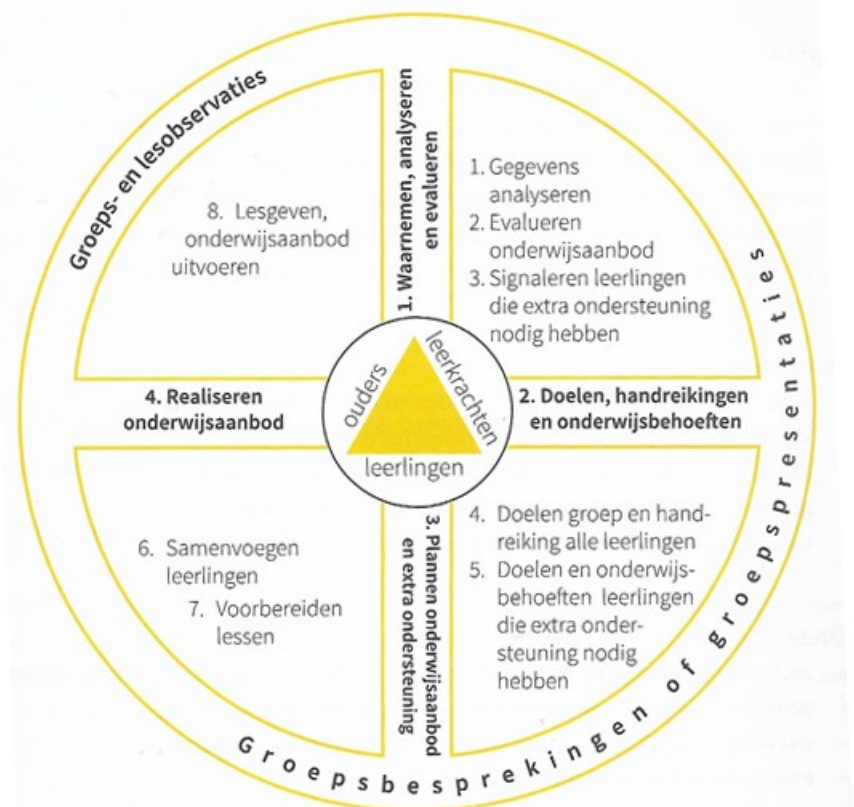 Groeps- en lesobservaties
1. Waarnemen, analyseren
en evalueren
1. Gegevens
analyseren
2. Evalueren
onderwijsaanbod
3. Signaleren leerlingen
die extra ondersteuning
nodig hebben
8. Lesgeven,
onderwijsaanbod
uitvoeren
ouders
leerkrachten
leerlingen
4. Realiseren
onderwijsaanbod
2. Doelen, handreikingen
en onderwijsbehoeften
4. Doelen groep en hand-
reiking alle leerlingen
5. Doelen en onderwijs-
behoeften leerlingen
die extra onder-
steuning nodig
hebben
3. Plannen onderwijsaanbod
en extra ondersteuning
6. Samenvoegen
leerlingen
7. Voorbereiden
lessen
Groepsbesprekingen of groepspresentaties